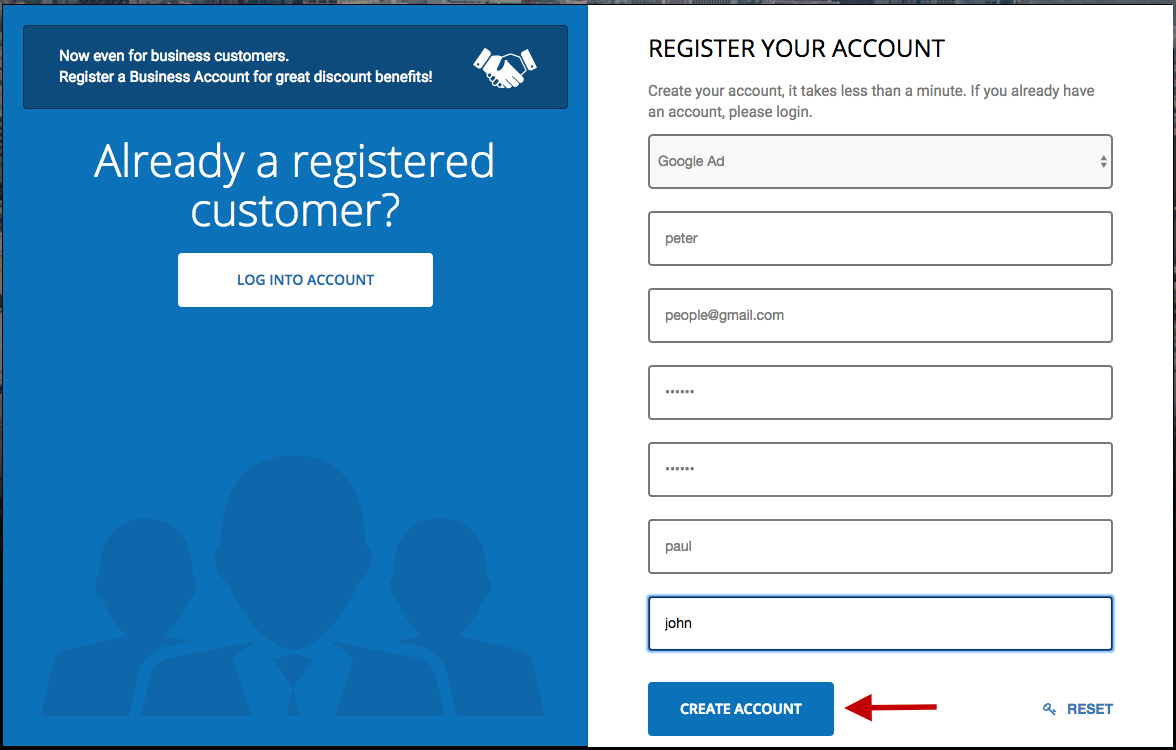 Now even for business customers.
Register a Business Account for great discount benefits!
Already a registered
customer?
LOG INTO ACCOUNT
REGISTER YOUR ACCOUNT
Create your account, it takes less than a minute. If you already have
an account, please login.
Google Ad
peter
people@gmail.com
••••••
••••••
paul
john
CREATE ACCOUNT
RESET